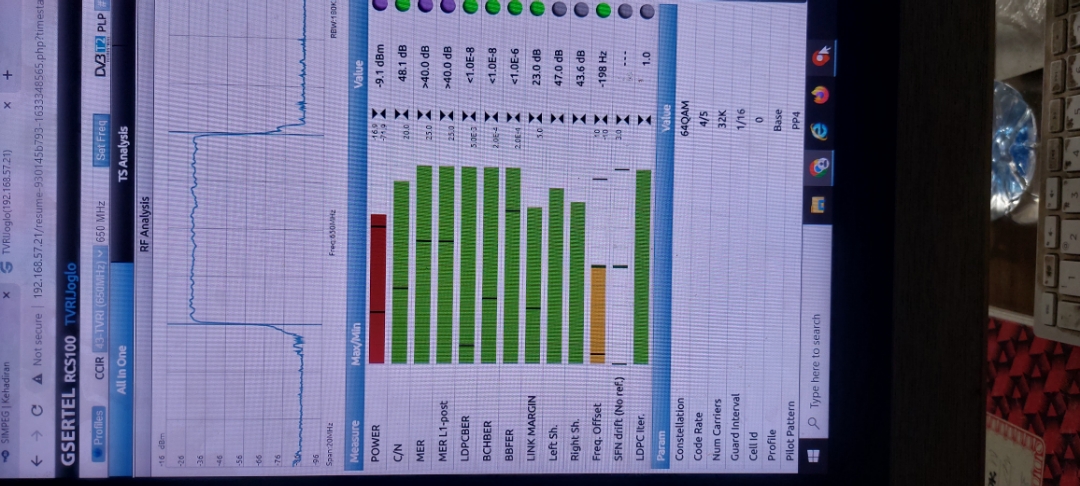 SIMPEG | Kehadiran × TVRIJoglo(192.168.57.21) × +
Not secure | 192.168.57.21/resume-930145b793-1633348565.php?timesta
GSERTEL RCS100 TVRIJoglo
Profiles CCIR 43-TVRI (650MHz) 650 MHz Set Freq DVB T2 PLP
All In One TS Analysis
RF Analysis
-16 dBm
-26
-36
-46
-56
-66
-76
-96
Span:20MHz Freq:650MHz RBW:180K
Measure Max/Min Value
POWER -16.9 -71.9 -9.1 dBm
C/N 20.0 48.1 dB
MER 25.0 >40.0 dB
MER L1-post 25.0 >40.0 dB
LDPCBER 5.0E-3 <1.0E-8
BCHBER 2.0E-4 <1.0E-8
BBFER 2.0E-4 <1.0E-6
LINK MARGIN 3.0 23.0 dB
Left Sh. 47.0 dB
Right Sh. 43.6 dB
Freq. Offset 10 -10 -198 Hz
SFN drift (No ref.) 3.0 ---
LDPC Iter. 1.0
Param Value
Constellation 64QAM
Code Rate 4/5
Num Carriers 32K
Guard Interval 1/16
Cell Id 0
Profile Base
Pilot Pattern PP4
Type here to search